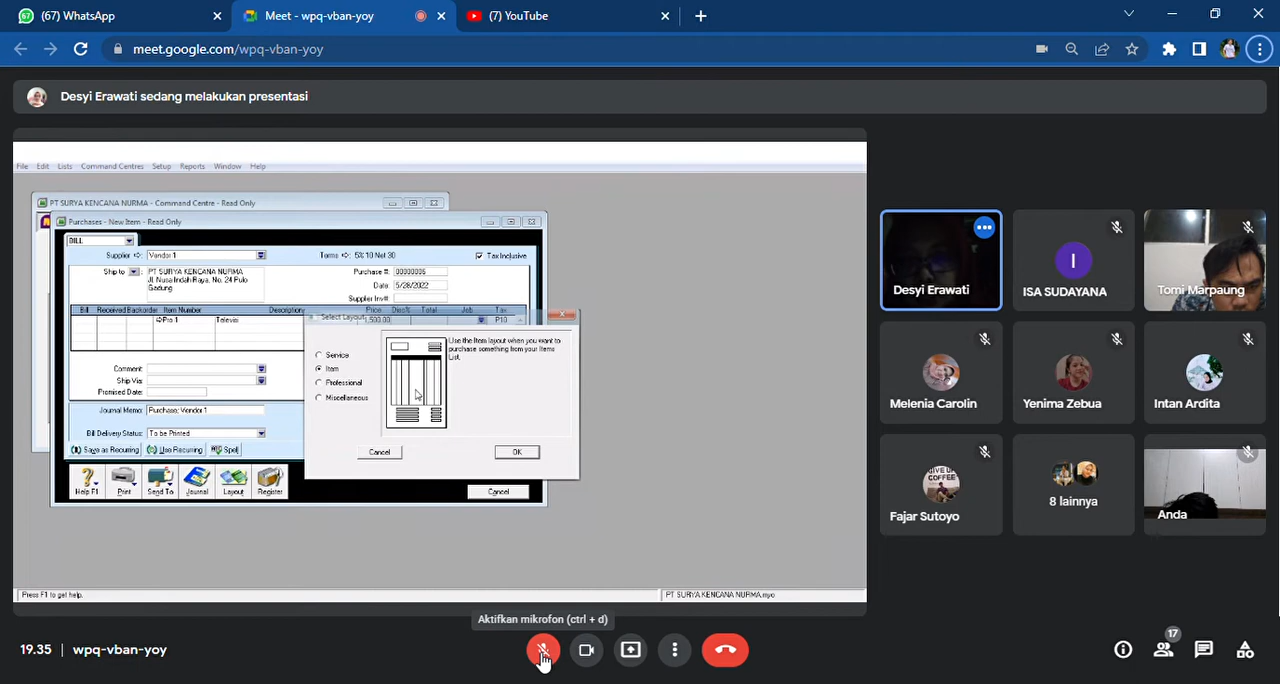 (67) WhatsApp
Meet - wpq-vban-yoy
(7) YouTube
meet.google.com/wpq-vban-yoy
Desyi Erawati sedang melakukan presentasi
File Edit Lists Command Centres Setup Reports Window Help
PT SURYA KENCANA NURMA - Command Centre - Read Only
Purchases - New Item - Read Only
BILL
Supplier Vendor 1
Terms 5% 10 Net 30
Tax Inclusive
Ship to : PT SURYA KENCANA NURMA
Jl. Nusa Indah Raya, No. 24 Pulo
Gadung
Purchase #: 00000006
Date: 5/28/2022
Supplier Inv#:
Bill Received Backorder Item Number Description Price Disc% Total Job Tax
Pro 1 Televisi P10
Select Layout
Service
Item
Professional
Miscellaneous
Use the Item layout when you want to
purchase something from your Items
List.
Cancel
OK
Comment:
Ship Via:
Promised Date:
Journal Memo: Purchase; Vendor 1
Bill Delivery Status: To be Printed
Save as Recurring Use Recurring Spell
Help F1 Print Send To Journal Layout Register
Cancel
Press F1 to get help.
PT SURYA KENCANA NURMA.myo
Desyi Erawati
I
ISA SUDAYANA
Tomi Marpaung
Melenia Carolin
Yenima Zebua
Intan Ardita
GIVE UP
COFFEE
Fajar Sutoyo
8 lainnya
Anda
Aktifkan mikrofon (ctrl + d)
19.35 | wpq-vban-yoy
17